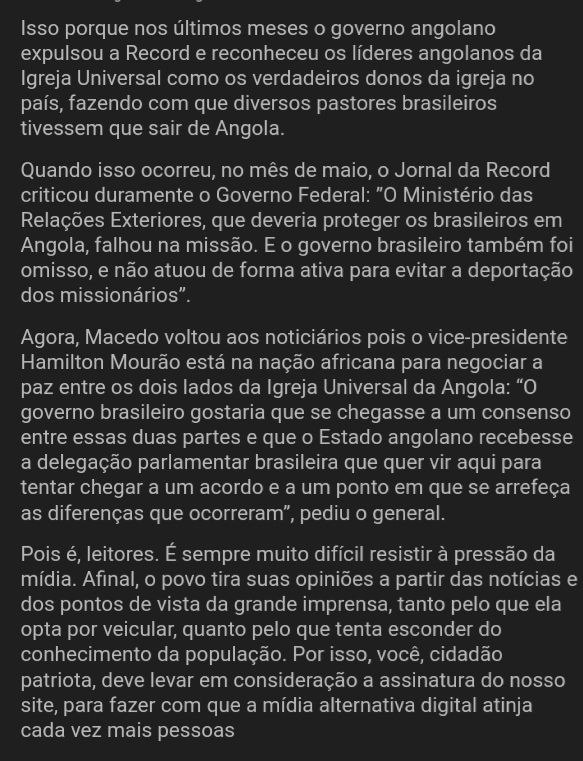 Isso porque nos últimos meses o governo angolano
expulsou a Record e reconheceu os líderes angolanos da
Igreja Universal como os verdadeiros donos da igreja no
país, fazendo com que diversos pastores brasileiros
tivessem que sair de Angola.
Quando isso ocorreu, no mês de maio, o Jornal da Record
criticou duramente o Governo Federal: ”O Ministério das
Relações Exteriores, que deveria proteger os brasileiros em
Angola, falhou na missão. E o governo brasileiro também foi
omisso, e não atuou de forma ativa para evitar a deportação
dos missionários”.
Agora, Macedo voltou aos noticiários pois o vice-presidente
Hamilton Mourão está na nação africana para negociar a
paz entre os dois lados da Igreja Universal da Angola: “O
governo brasileiro gostaria que se chegasse a um consenso
entre essas duas partes e que o Estado angolano recebesse
a delegação parlamentar brasileira que quer vir aqui para
tentar chegar a um acordo e a um ponto em que se arrefeça
as diferenças que ocorreram”, pediu o general.
Pois é, leitores. É sempre muito difícil resistir à pressão da
mídia. Afinal, o povo tira suas opiniões a partir das notícias e
dos pontos de vista da grande imprensa, tanto pelo que ela
opta por veicular, quanto pelo que tenta esconder do
conhecimento da população. Por isso, você, cidadão
patriota, deve levar em consideração a assinatura do nosso
site, para fazer com que a mídia alternativa digital atinja
cada vez mais pessoas